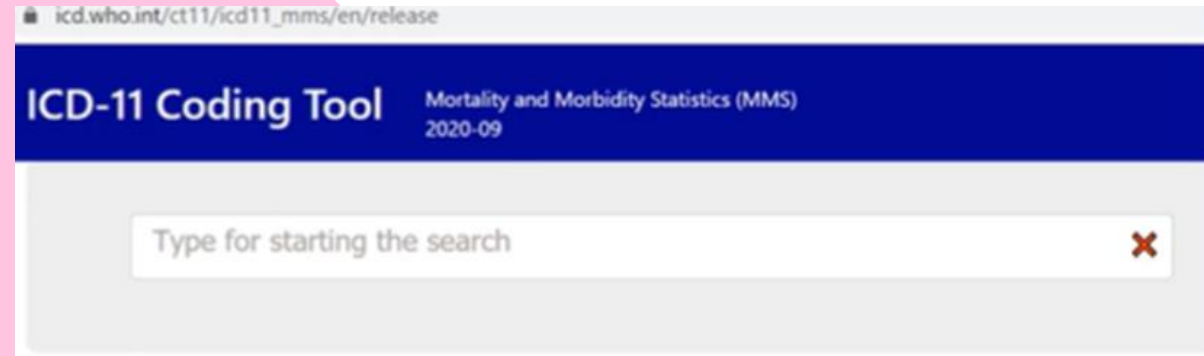 icd.who.int/ct11/icd11_mms/en/release
ICD-11 Coding Tool
Mortality and Morbidity Statistics (MMS)
2020-09
Type for starting the search